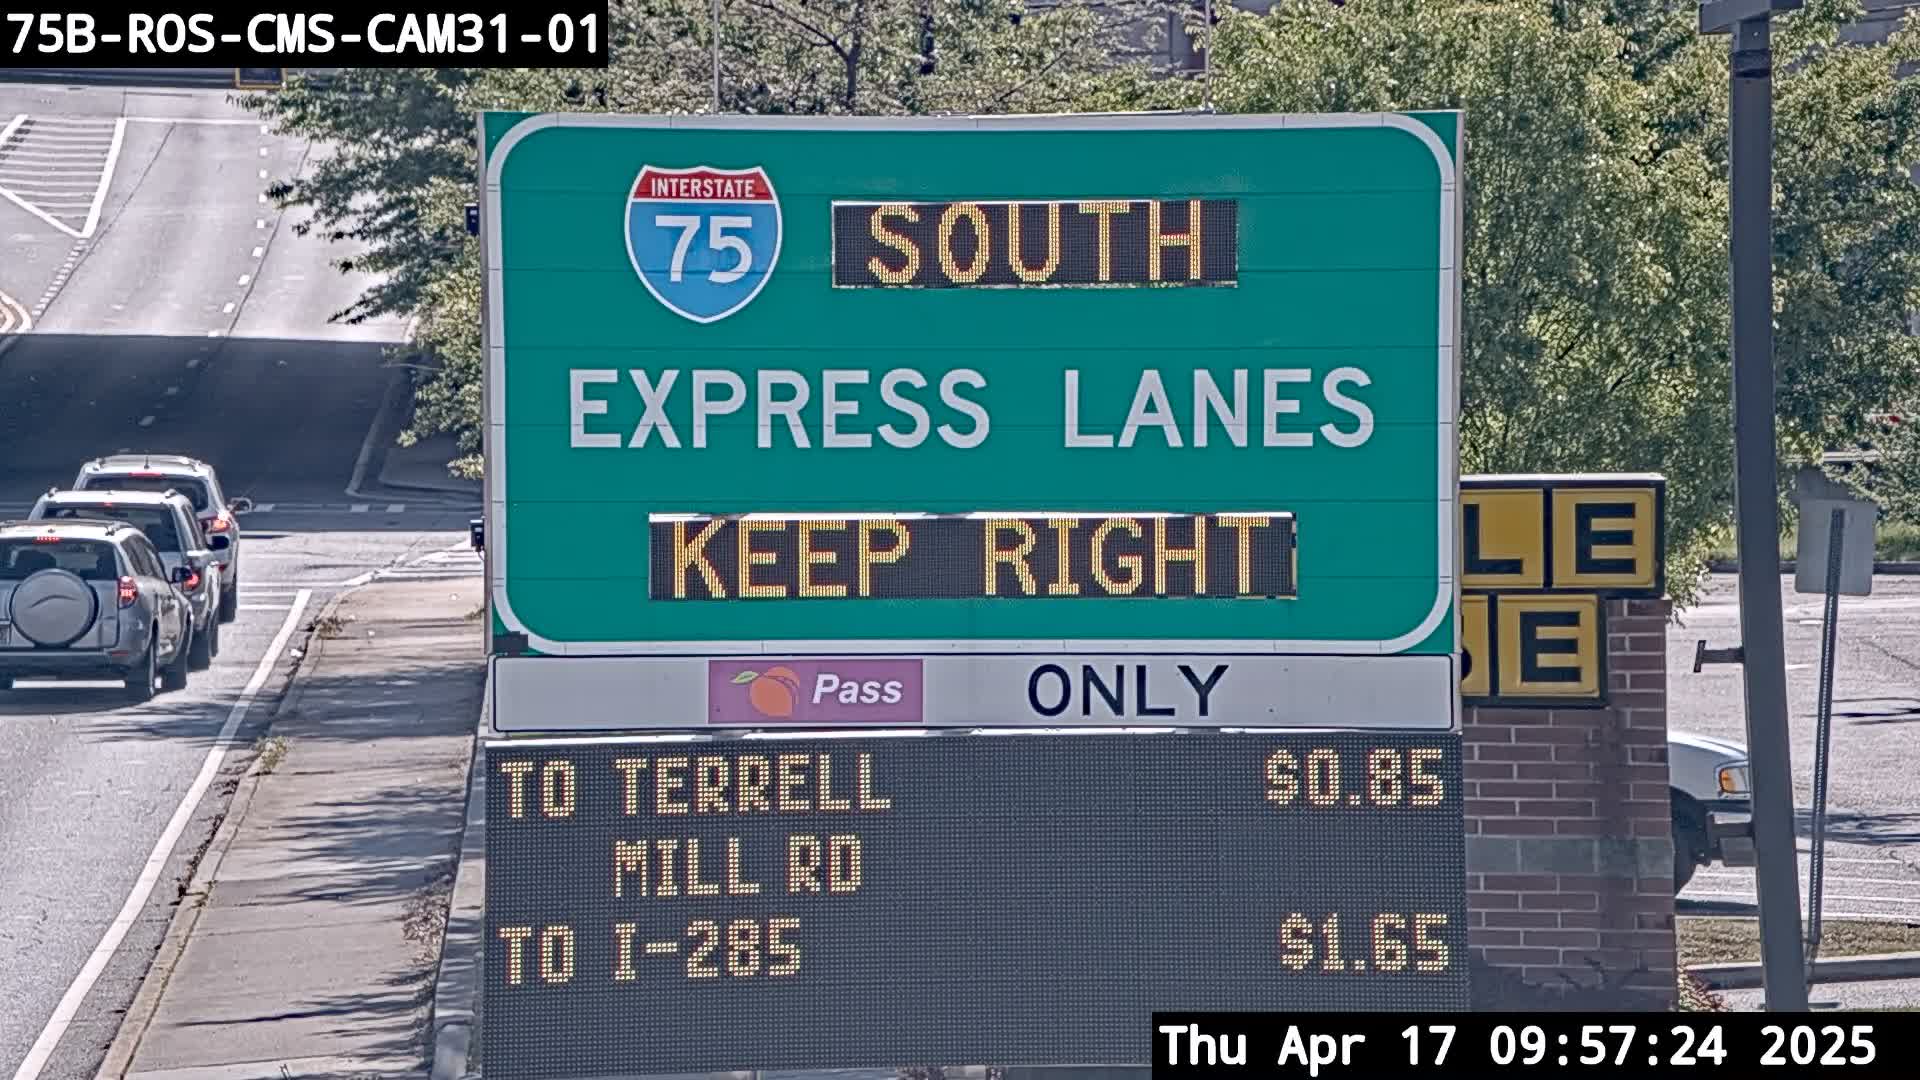 75B-ROS-CMS-CAM31-01
INTERSTATE
75
SOUTH
EXPRESS LANES
KEEP RIGHT
Pass ONLY
TO TERRELL $0.85
MILL RD
TO I-285 $1.65
LE
E
Thu Apr 17 09:57:24 2025